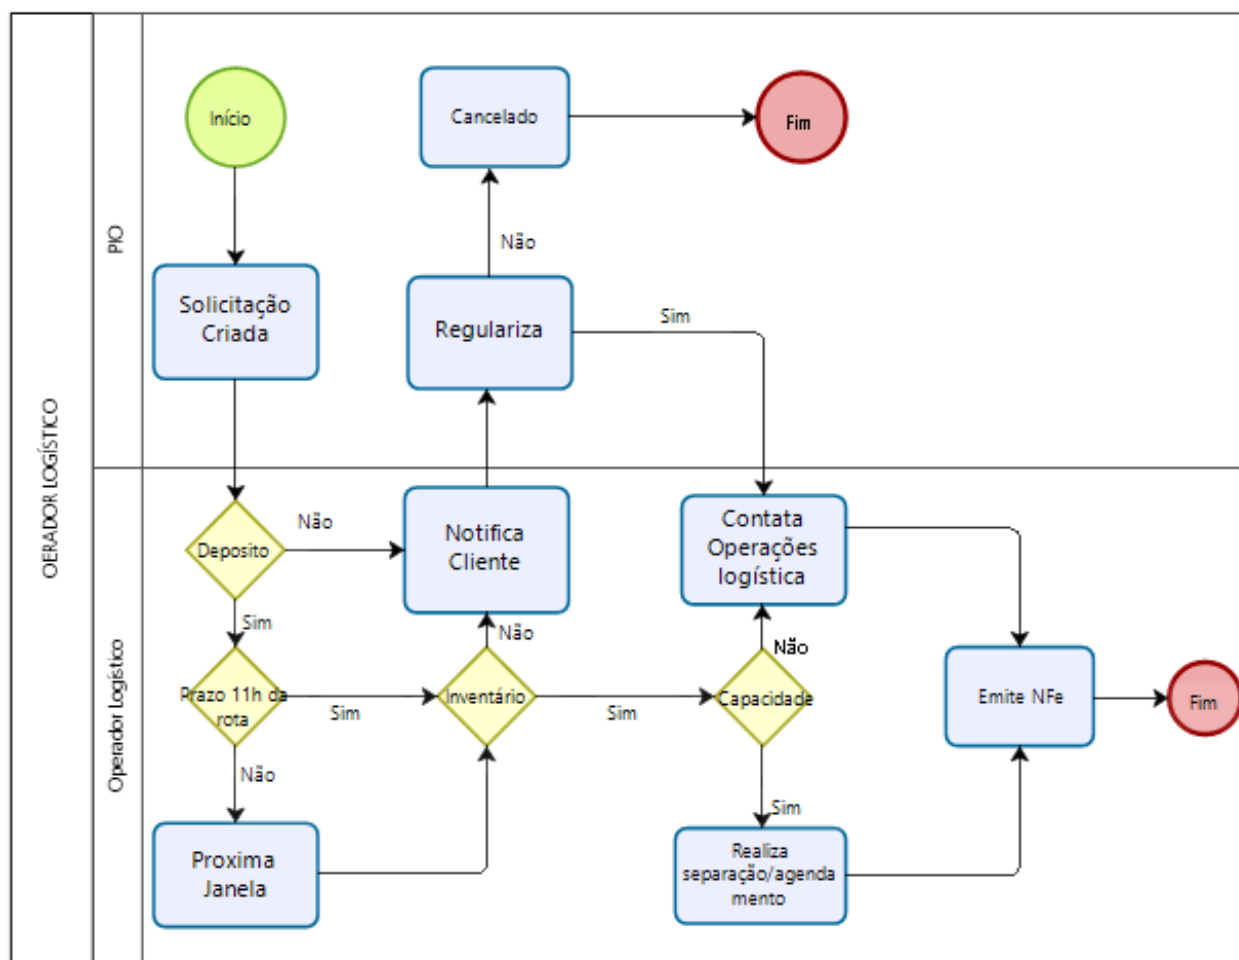 OERADOR LOGÍSTICO
PIO
Início
Cancelado
Fim
Não
Solicitação
Criada
Regulariza
Sim
Operador Logístico
Deposito
Não
Notifica
Cliente
Contata
Operações
logística
Sim
Não
Não
Prazo 11h da
rota
Sim
Inventário
Sim
Capacidade
Emite NFe
Fim
Não
Sim
Proxima
Janela
Realiza
separação/agenda
mento